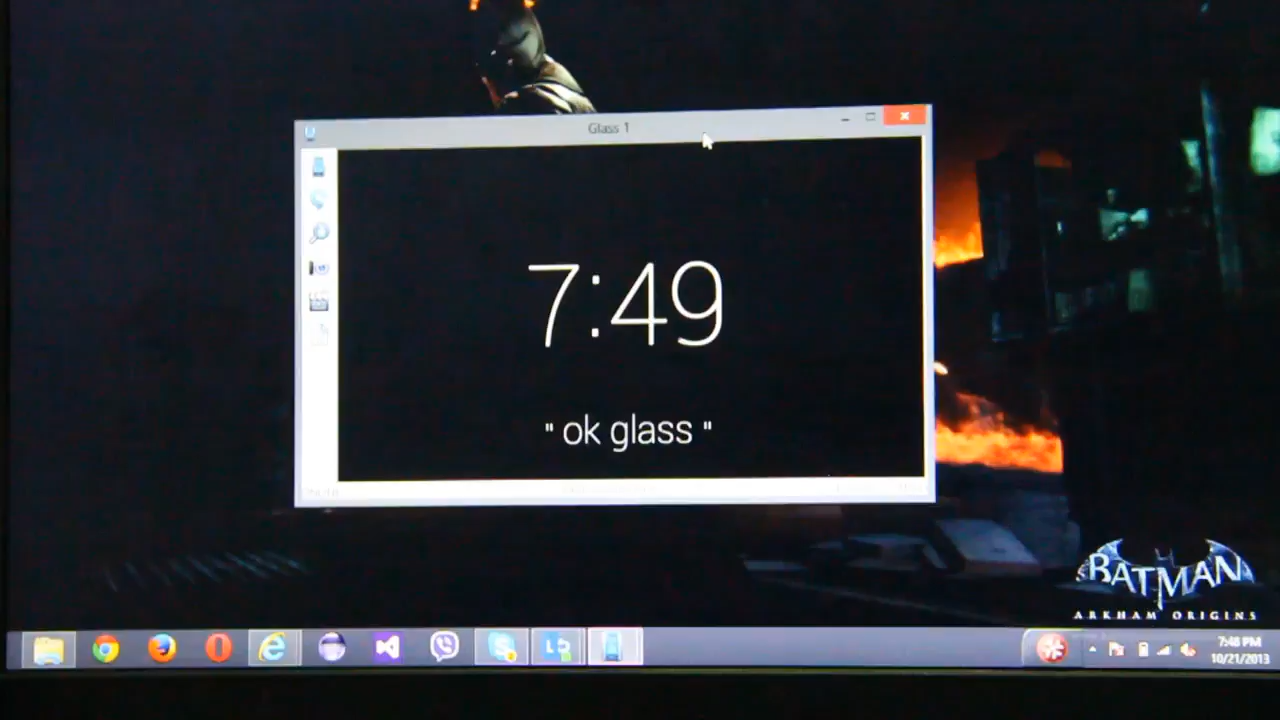 Glass 1
7:49
" ok glass "
BATMAN
ARKHAM ORIGINS
7:48 PM
10/21/2013